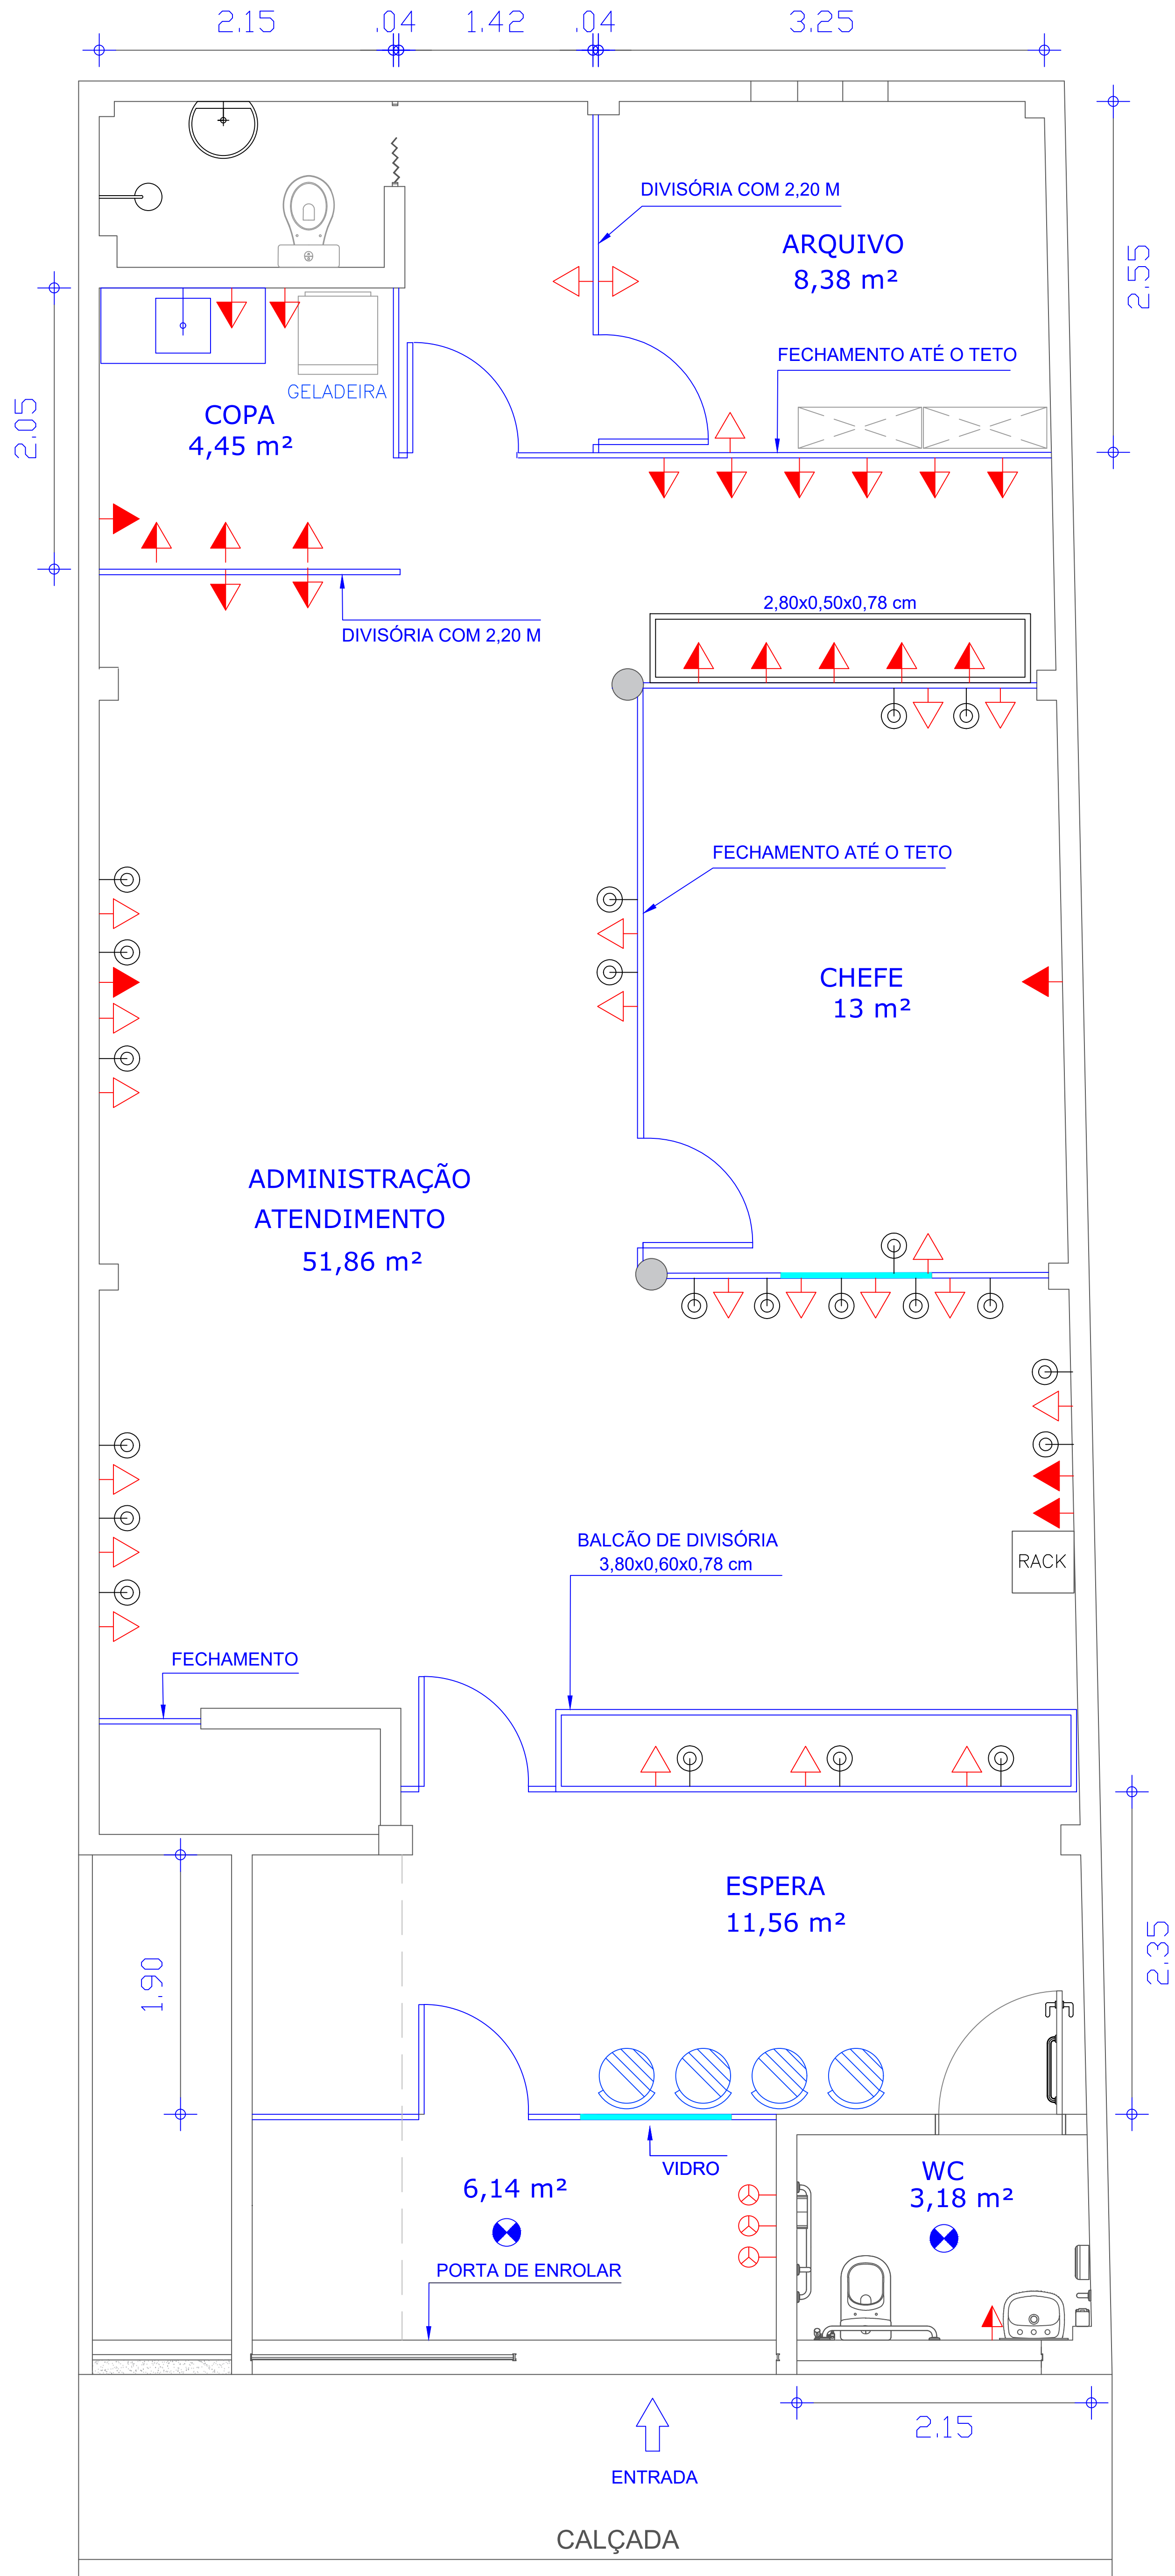 2.15
.04
1.42
.04
3.25
DIVISÓRIA COM 2,20 M
ARQUIVO
8,38 m²
2.55
FECHAMENTO ATÉ O TETO
GELADEIRA
COPA
4,45 m²
2.05
2,80x0,50x0,78 cm
DIVISÓRIA COM 2,20 M
FECHAMENTO ATÉ O TETO
CHEFE
13 m²
ADMINISTRAÇÃO
ATENDIMENTO
51,86 m²
BALCÃO DE DIVISÓRIA
3,80x0,60x0,78 cm
RACK
FECHAMENTO
ESPERA
11,56 m²
2.35
1.90
VIDRO
6,14 m²
WC
3,18 m²
PORTA DE ENROLAR
2.15
ENTRADA
CALÇADA